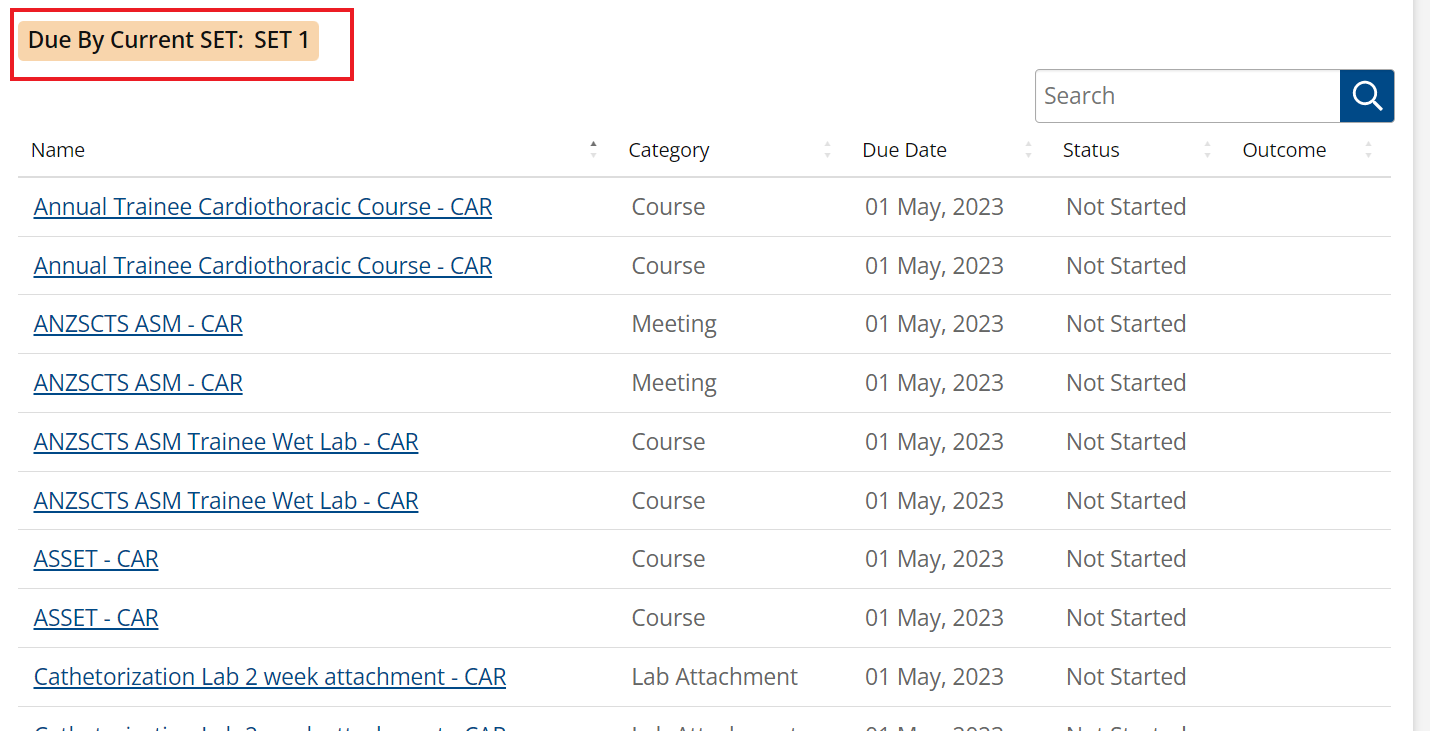 Due By Current SET: SET 1
Search
Name Category Due Date Status Outcome
Annual Trainee Cardiothoracic Course - CAR Course 01 May, 2023 Not Started
Annual Trainee Cardiothoracic Course - CAR Course 01 May, 2023 Not Started
ANZSCTS ASM - CAR Meeting 01 May, 2023 Not Started
ANZSCTS ASM - CAR Meeting 01 May, 2023 Not Started
ANZSCTS ASM Trainee Wet Lab - CAR Course 01 May, 2023 Not Started
ANZSCTS ASM Trainee Wet Lab - CAR Course 01 May, 2023 Not Started
ASSET - CAR Course 01 May, 2023 Not Started
ASSET - CAR Course 01 May, 2023 Not Started
Cathetorization Lab 2 week attachment - CAR Lab Attachment 01 May, 2023 Not Started